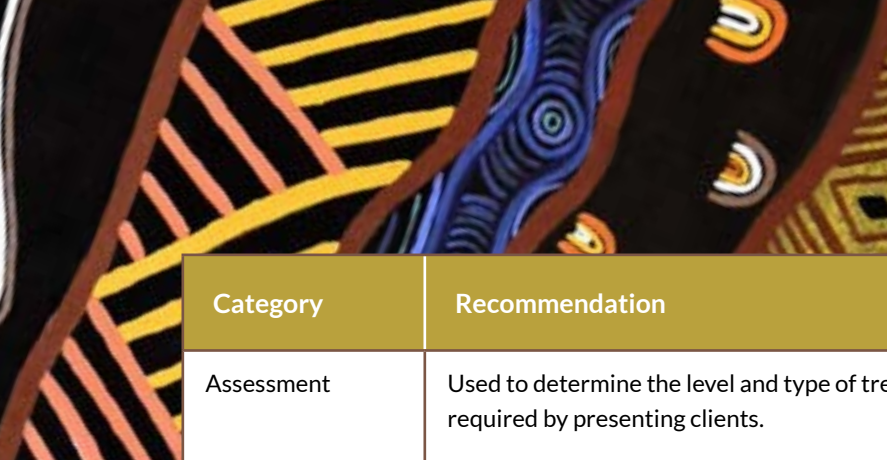 Category
Recommendation
Assessment
Used to determine the level and type of
required by presenting clients.